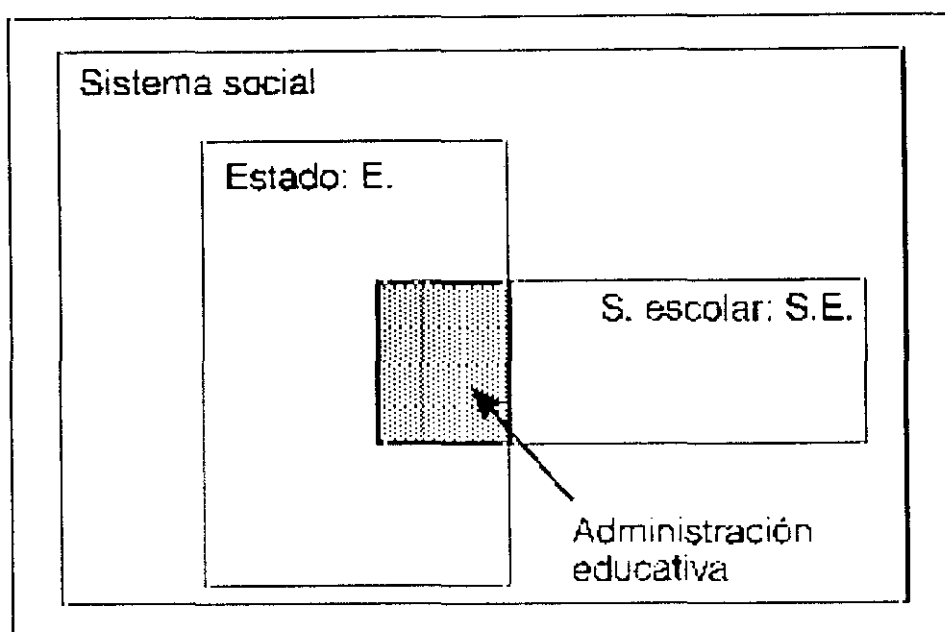 Sistema social
Estado: E.
S. escolar: S.E.
Administración
educativa